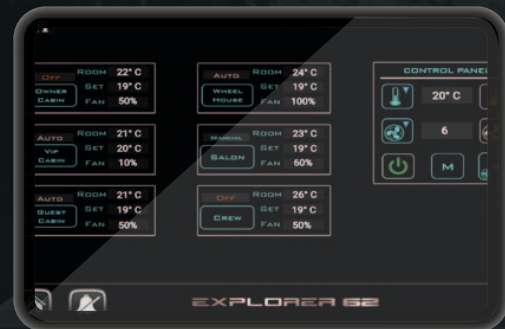 OFF ROOM 22° C
OWNER CABIN SET 19° C
FAN 50%
AUTO ROOM 21° C
VIP CABIN SET 20° C
FAN 10%
AUTO ROOM 21° C
GUEST CABIN SET 19° C
FAN 50%
AUTO ROOM 24° C
WHEEL HOUSE SET 19° C
FAN 100%
MANUAL ROOM 23° C
SALON SET 19° C
FAN 60%
OFF ROOM 26° C
CREW SET 19° C
FAN 50%
CONTROL PANEL
20° C
6
M
EXPLORER 62